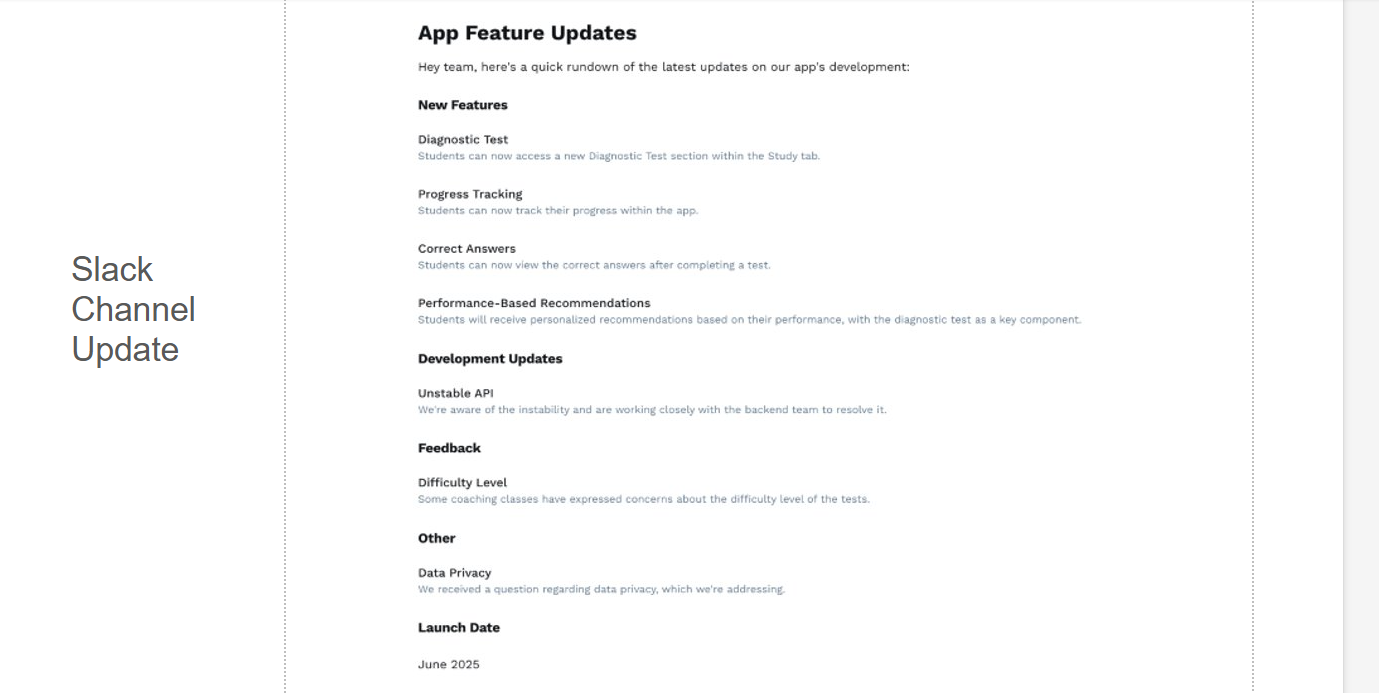 Slack
Channel
Update
App Feature Updates
Hey team, here's a quick rundown of the latest updates on our app's development:
New Features
Diagnostic Test
Students can now access a new Diagnostic Test section within the Study tab.
Progress Tracking
Students can now track their progress within the app.
Correct Answers
Students can now view the correct answers after completing a test.
Performance-Based Recommendations
Students will receive personalized recommendations based on their performance, with the diagnostic test as a key component.
Development Updates
Unstable API
We're aware of the instability and are working closely with the backend team to resolve it.
Feedback
Difficulty Level
Some coaching classes have expressed concerns about the difficulty level of the tests.
Other
Data Privacy
We received a question regarding data privacy, which we're addressing.
Launch Date
June 2025